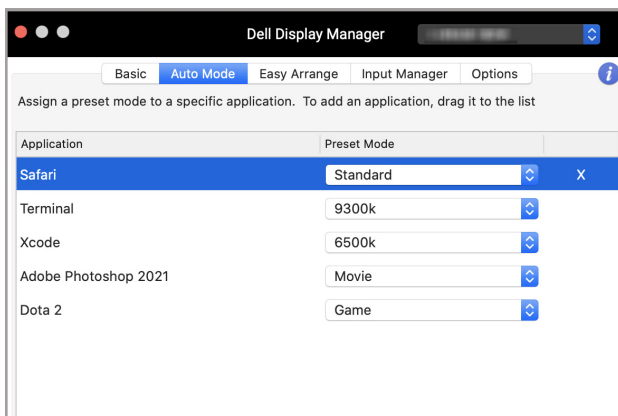 Dell Display Manager
Basic Auto Mode Easy Arrange Input Manager Options i
Assign a preset mode to a specific application. To add an application, drag it to the list
Application Preset Mode
Safari Standard X
Terminal 9300k
Xcode 6500k
Adobe Photoshop 2021 Movie
Dota 2 Game